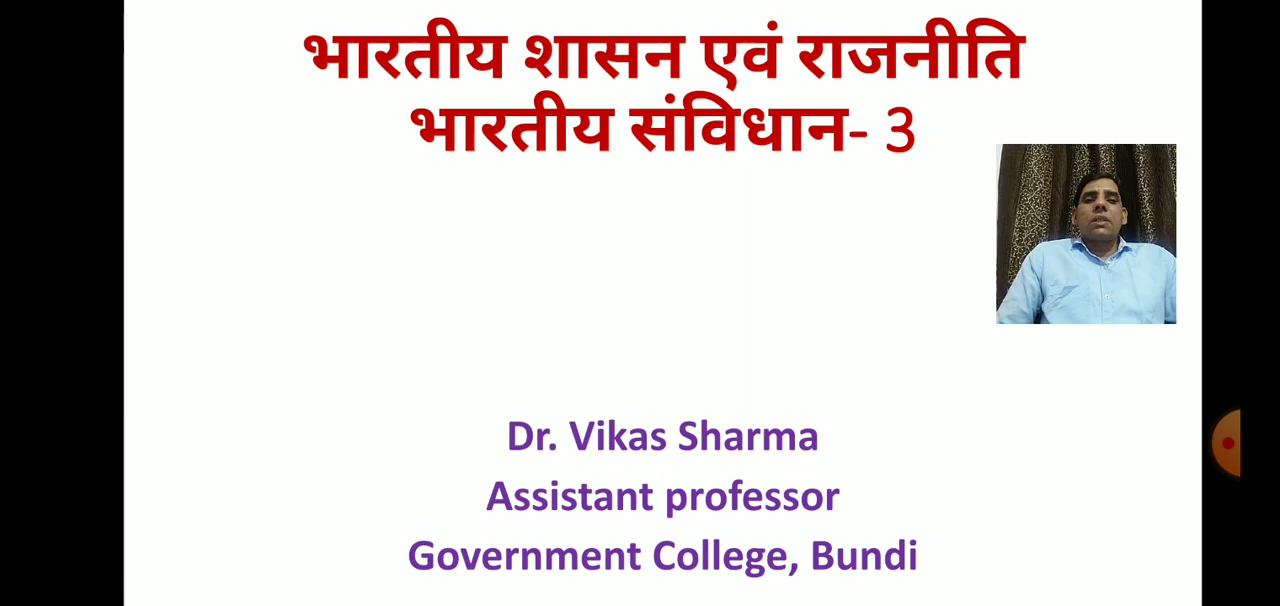 भारतीय शासन एवं राजनीति
भारतीय संविधान- 3
Dr. Vikas Sharma
Assistant professor
Government College, Bundi